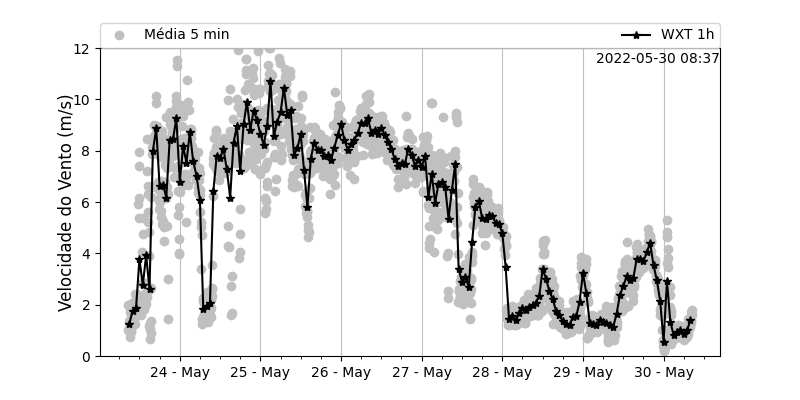 Média 5 min
WXT 1h
2022-05-30 08:37
Velocidade do Vento (m/s)
12
10
8
6
4
2
0
24 - May
25 - May
26 - May
27 - May
28 - May
29 - May
30 - May